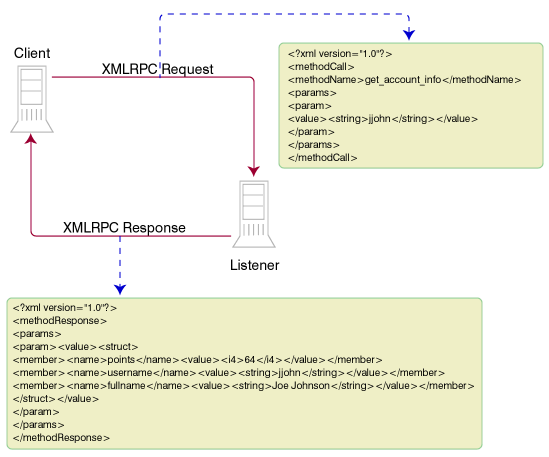 Client
XMLRPC Request
<?xml version="1.0"?>
<methodCall>
<methodName>get_account_info</methodName>
<params>
<param>
<value><string>jjohn</string></value>
</param>
</params>
</methodCall>
XMLRPC Response
Listener
<?xml version="1.0"?>
<methodResponse>
<params>
<param><value><struct>
<member><name>points</name><value><i4>64</i4></value></member>
<member><name>username</name><value><string>jjohn</string></value></member>
<member><name>fullname</name><value><string>Joe Johnson</string></value></member>
</struct></value>
</param>
</params>
</methodResponse>